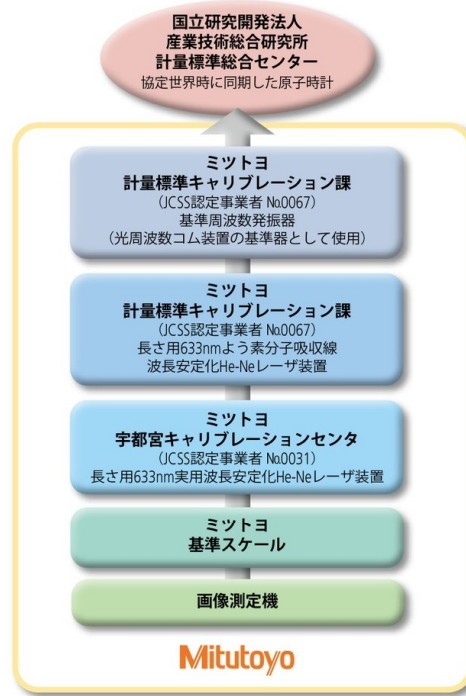 国立研究開発法人
産業技術総合研究所
計量標準総合センター
協定世界時に同期した原子時計
ミツトヨ
計量標準キャリブレーション課
(JCSS認定事業者 №0067)
基準周波数発振器
(光周波数コム装置の基準器として使用)
ミツトヨ
計量標準キャリブレーション課
(JCSS認定事業者 №0067)
長さ用633nmよう素分子吸収線
波長安定化He-Neレーザ装置
ミツトヨ
宇都宮キャリブレーションセンタ
(JCSS認定事業者 №0031)
長さ用633nm実用波長安定化He-Neレーザ装置
ミツトヨ
基準スケール
画像測定機
Mitutoyo